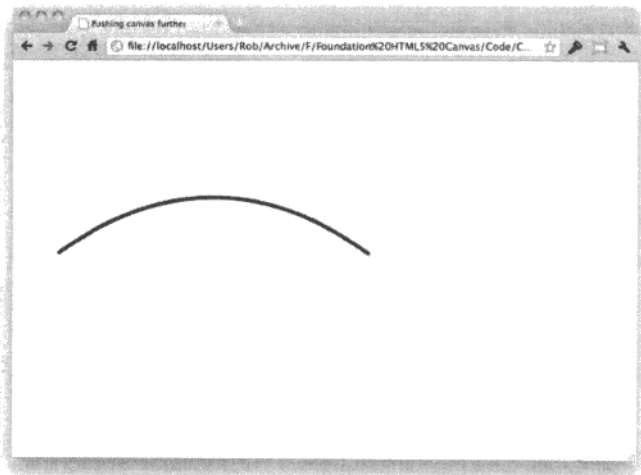 Pushing canvas further
file://localhost/Users/Rob/Archive/F/Foundation%20HTML5%20Canvas/Code/C...